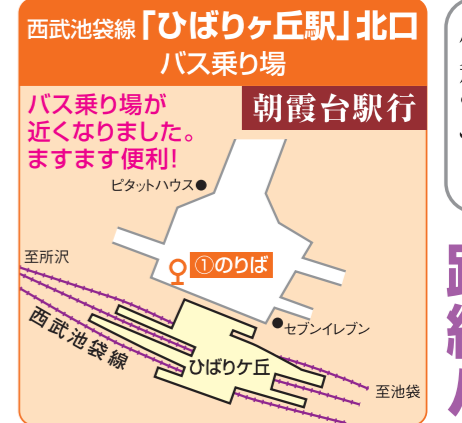 西武池袋線「ひばりヶ丘駅」北口
バス乗り場
バス乗り場が
近くなりました。
ますます便利!
朝霞台駅行
ピタットハウス●
至所沢
①のりば
西武池袋線
●セブンイレブン
ひばりケ丘
至池袋